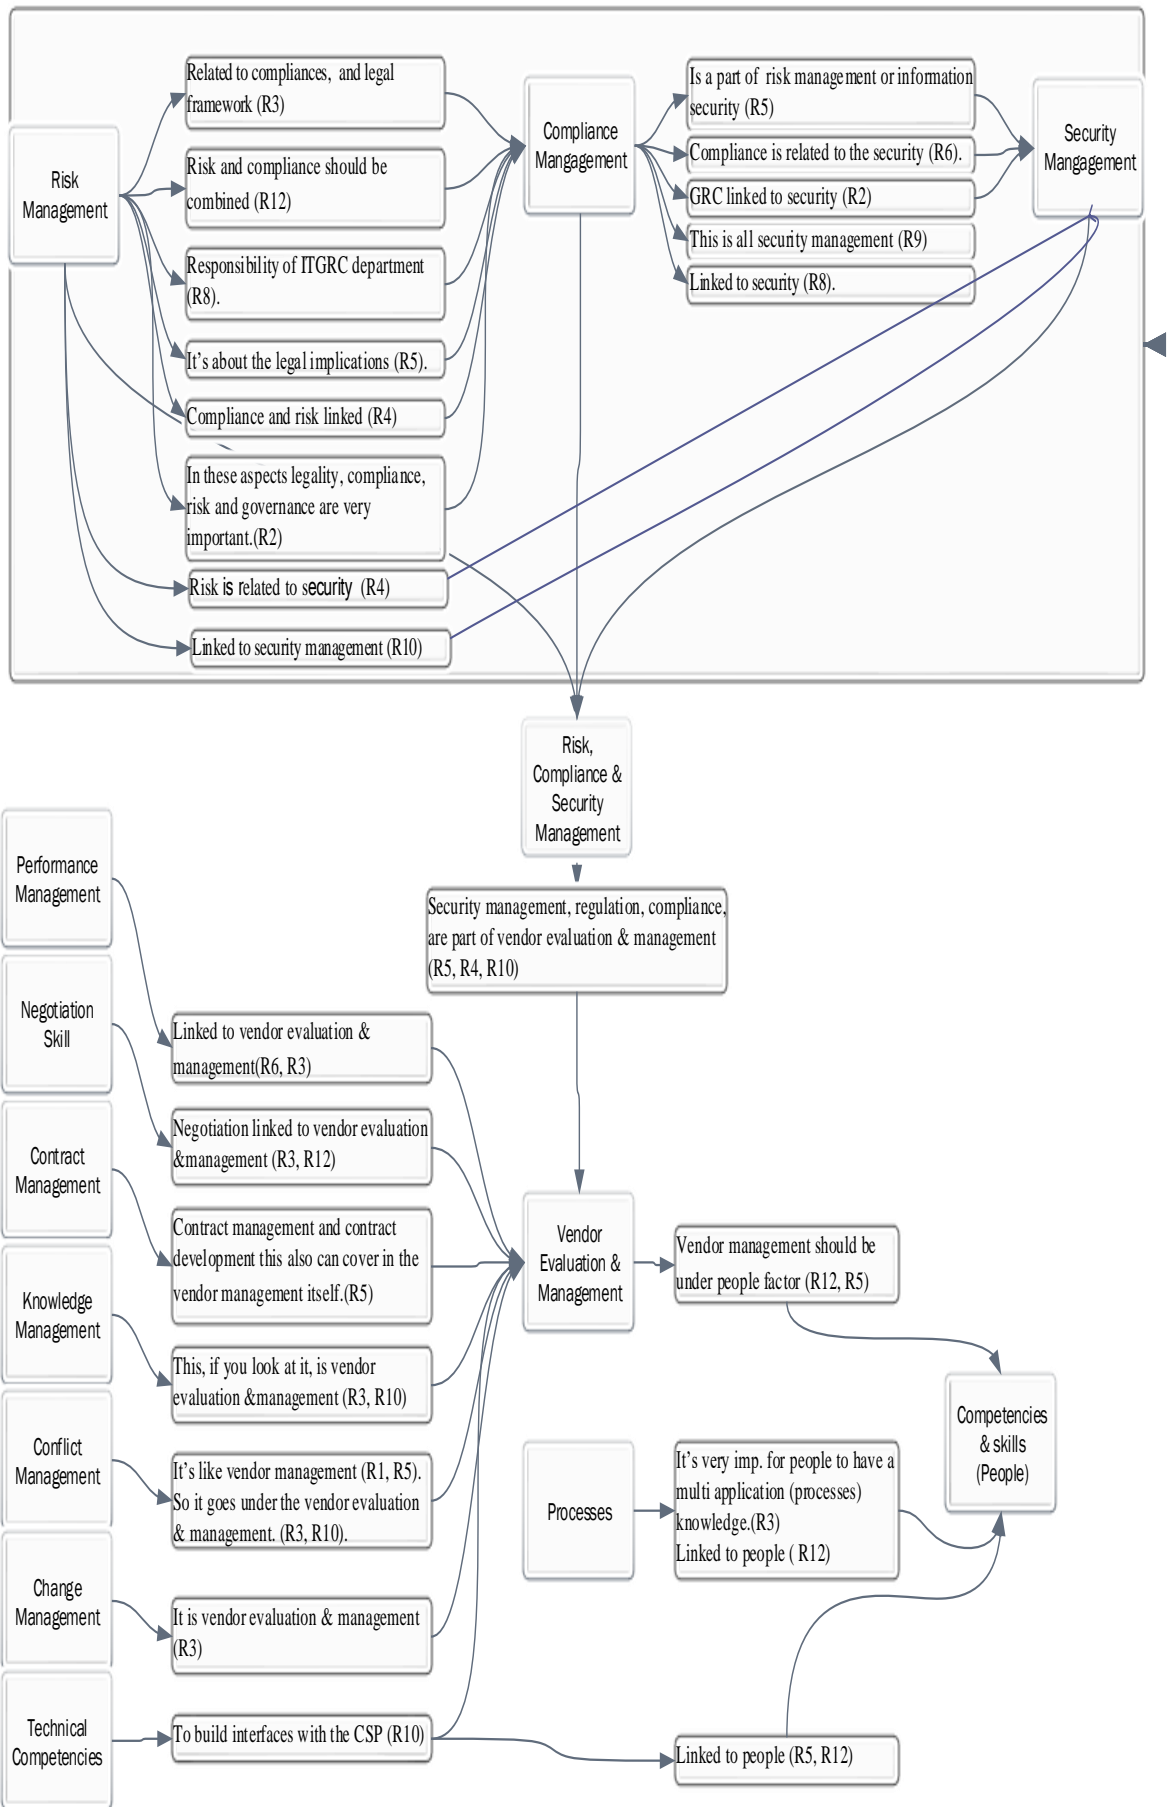 Risk
Management
Related to compliances,  and legal
framework (R3)
Risk and compliance should be
combined (R12)
Responsibility of ITGRC department
(R8).
It's about the legal implications (R5).
Compliance and risk linked (R4)
In these aspects legality, compliance,
risk and governance are very
important.(R2)
Risk is related to security  (R4)
Linked to security management (R10)
Compliance
Mangagement
Is a part of  risk management or information
security (R5)
Compliance is related to the security (R6).
GRC linked to security (R2)
This is all security management (R9)
Linked to security (R8).
Security
Mangagement
Risk,
Compliance &
Security
Management
Security management, regulation, compliance,
are part of vendor evaluation & management
(R5, R4, R10)
Performance
Management
Negotiation
Skill
Contract
Management
Knowledge
Management
Conflict
Management
Change
Management
Technical
Competencies
Linked to vendor evaluation &
management(R6, R3)
Negotiation linked to vendor evaluation
&management (R3, R12)
Contract management and contract
development this also can cover in the
vendor management itself.(R5)
This, if you look at it, is vendor
evaluation &management (R3, R10)
It's like vendor management (R1, R5).
So it goes under the vendor evaluation
& management. (R3, R10).
It is vendor evaluation & management
(R3)
To build interfaces with the CSP (R10)
Vendor
Evaluation &
Management
Vendor management should be
under people factor (R12, R5)
Processes
It's very imp. for people to have a
multi application (processes)
knowledge.(R3)
Linked to people ( R12)
Linked to people (R5, R12)
Competencies
& skills
(People)